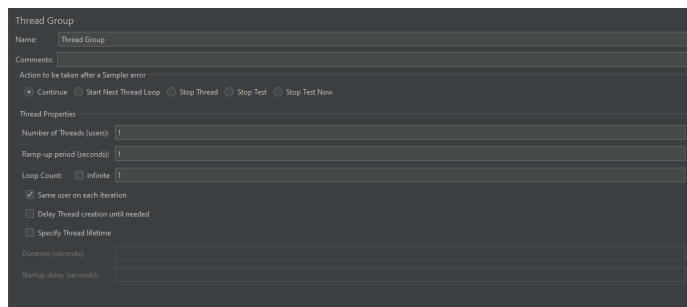 Thread Group
Name: Thread Group
Comments:
Action to be taken after a Sampler error
Continue Start Next Thread Loop Stop Thread Stop Test Stop Test Now
Thread Properties
Number of Threads (users): 1
Ramp-up period (seconds): 1
Loop Count: Infinite 1
Same user on each iteration
Delay Thread creation until needed
Specify Thread lifetime
Duration (seconds):
Startup delay (seconds):